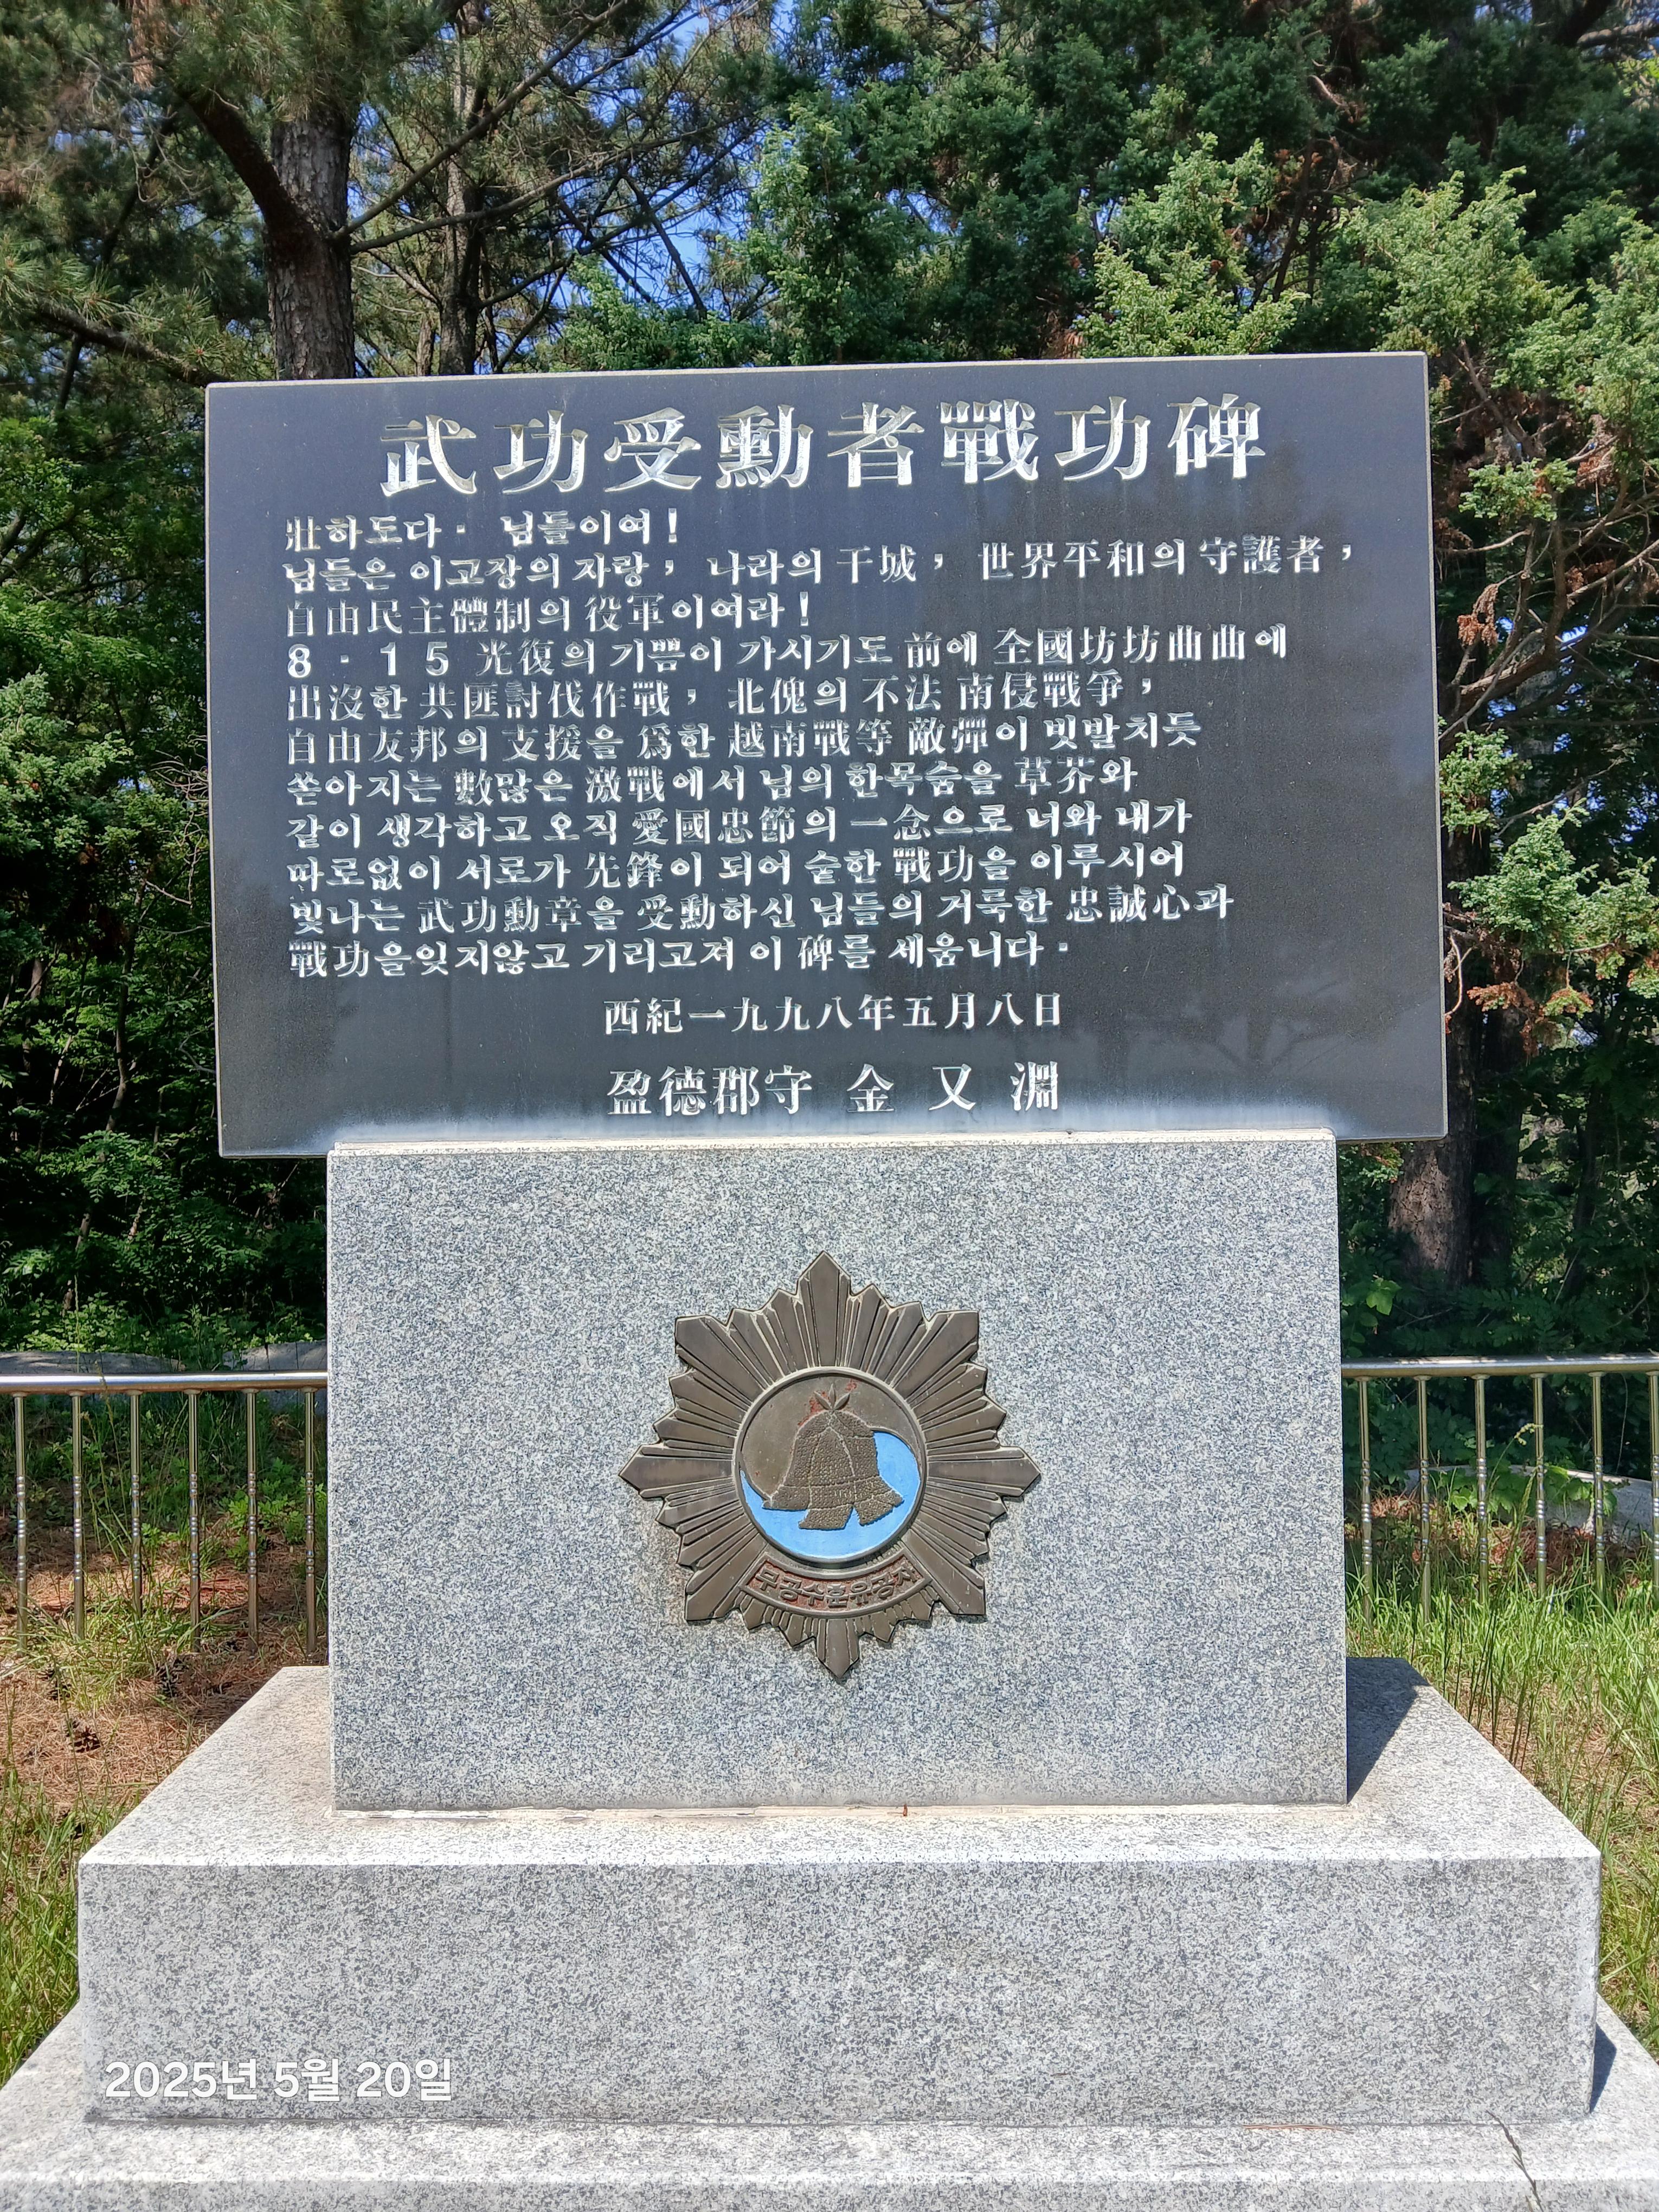 武功受勳者戰功碑
壯하도다. 님들이여!
님들은 이고장의 자랑, 나라의 干城, 世界平和의 守護者,
自由民主體制의 役軍이여라!
8 · 15 光復의 기쁨이 가시기도 前에 全國坊坊曲曲에
出沒한 共匪討伐作戰, 北傀의 不法 南侵戰爭,
自由友邦의 支援을 爲한 越南戰等 敵彈이 빗발치듯
쏟아지는 數많은 激戰에서 님의 한목숨을 草芥와
같이 생각하고 오직 愛國忠節의 一念으로 너와 내가
따로없이 서로가 先鋒이 되어 숱한 戰功을 이루시어
빛나는 武功勳章을 受勳하신 님들의 거룩한 忠誠心과
戰功을잊지않고 기리고져 이 碑를 세움니다.
西紀一九九八年五月八日
盈德郡守 金 又 淵
무공수훈유공자
2025년 5월 20일